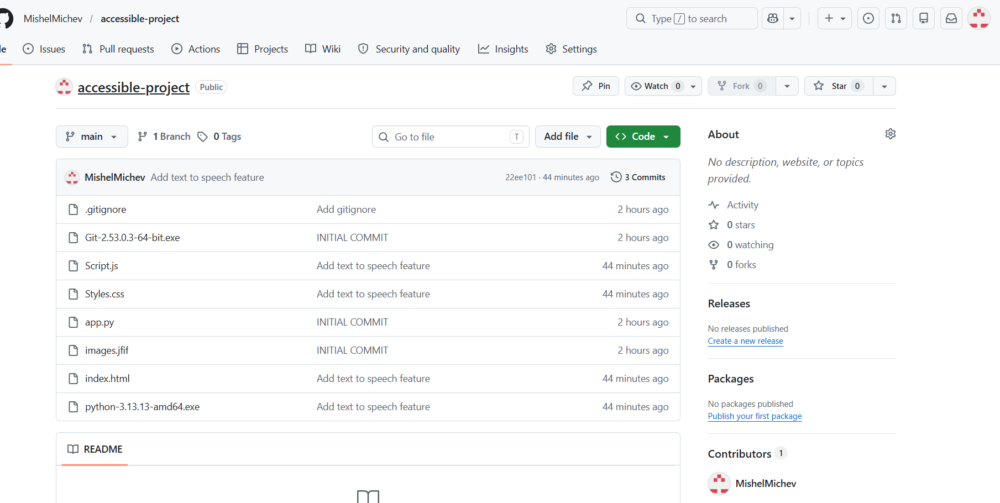 MishelMichev / accessible-project
Type / to search
le Issues Pull requests Actions Projects Wiki Security and quality Insights Settings
accessible-project Public
Pin Watch 0 Fork 0 Star 0
main 1 Branch 0 Tags Go to file T Add file Code
MishelMichev Add text to speech feature 22ee101 · 44 minutes ago 3 Commits
.gitignore Add gitignore 2 hours ago
Git-2.53.0.3-64-bit.exe INITIAL COMMIT 2 hours ago
Script.js Add text to speech feature 44 minutes ago
Styles.css Add text to speech feature 44 minutes ago
app.py INITIAL COMMIT 2 hours ago
images.jfif INITIAL COMMIT 2 hours ago
index.html Add text to speech feature 44 minutes ago
python-3.13.13-amd64.exe Add text to speech feature 44 minutes ago
README
About
No description, website, or topics
provided.
Activity
0 stars
0 watching
0 forks
Releases
No releases published
Create a new release
Packages
No packages published
Publish your first package
Contributors 1
MishelMichev